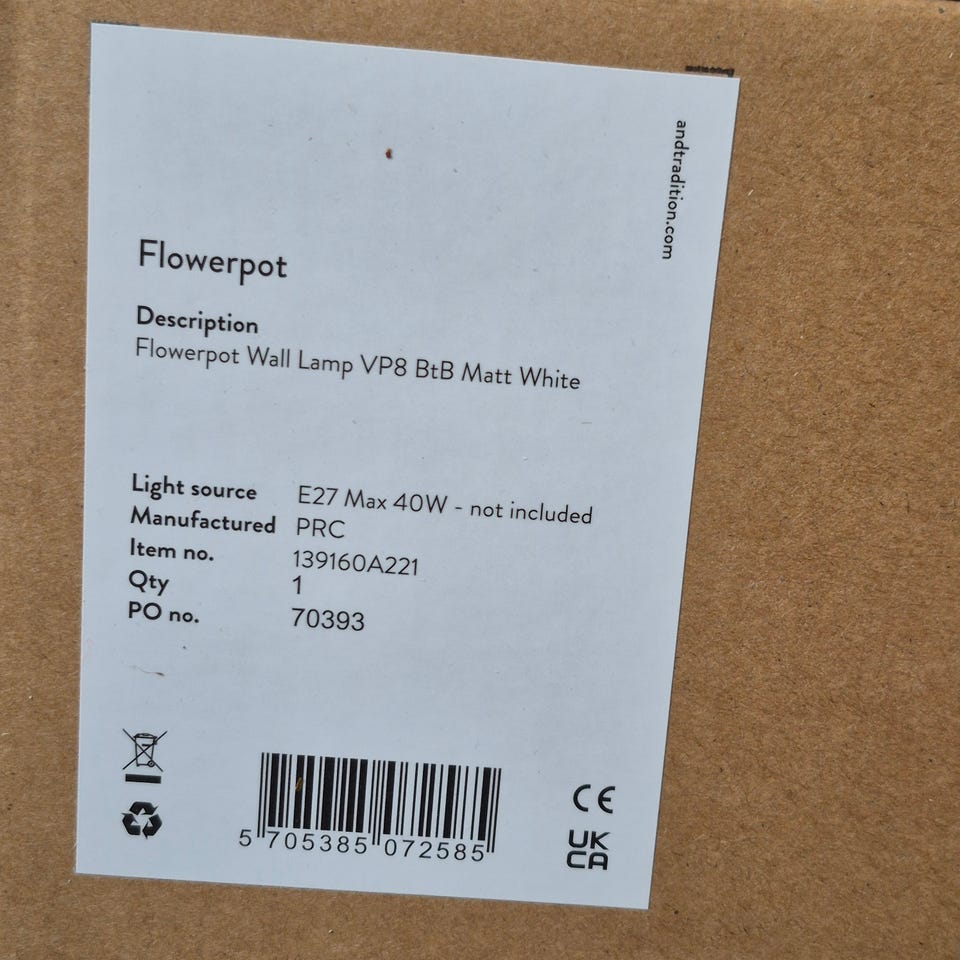 andtradition.com
Flowerpot
Description
Flowerpot Wall Lamp VP8 BtB Matt White
Light source E27 Max 40W - not included
Manufactured PRC
Item no. 139160A221
Qty 1
PO no. 70393
5 705385 072585
CE
UK
CA